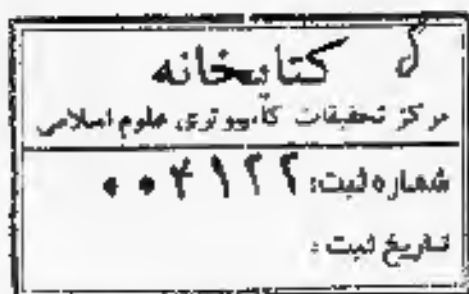 کتابخانه
مرکز تحقیقات کامپیوتری علوم اسلامی
شماره ثبت: ۰۰۴۱۲۲
تاریخ ثبت :